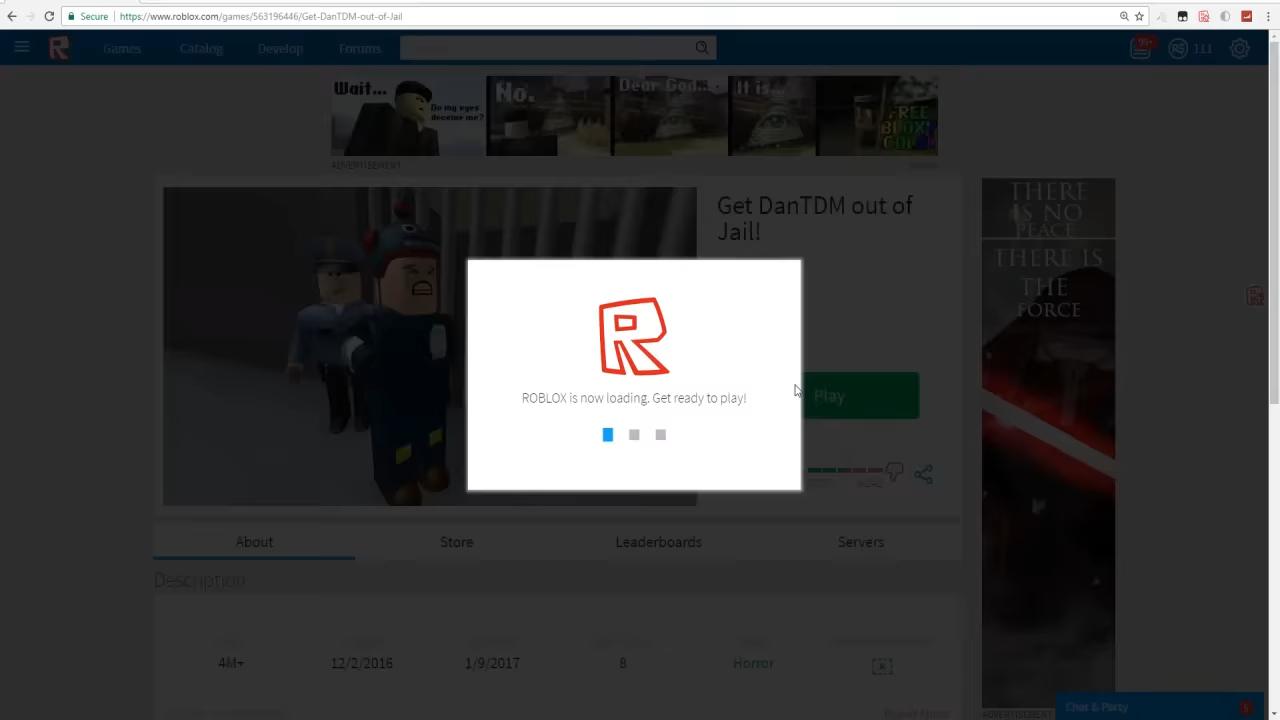 Secure
https://www.roblox.com/games/563196446/Get-DanTDM-out-of-Jail
Games
Catalog
Develop
Forums
99+
111
Wait...
Do my eyes
deceive me?
No.
Dear God...
It is...
FREE
ADVERTISEMENT
Get DanTDM out of
Jail!
THERE
IS NO
PEACE
THERE IS
THE
FORCE
ROBLOX is now loading. Get ready to play!
Play
About
Store
Leaderboards
Servers
Description
4M+
12/2/2016
1/9/2017
8
Horror
Chat & Party
ADVERTISEMENT